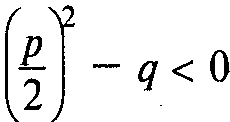 (p/2)² − q < 0